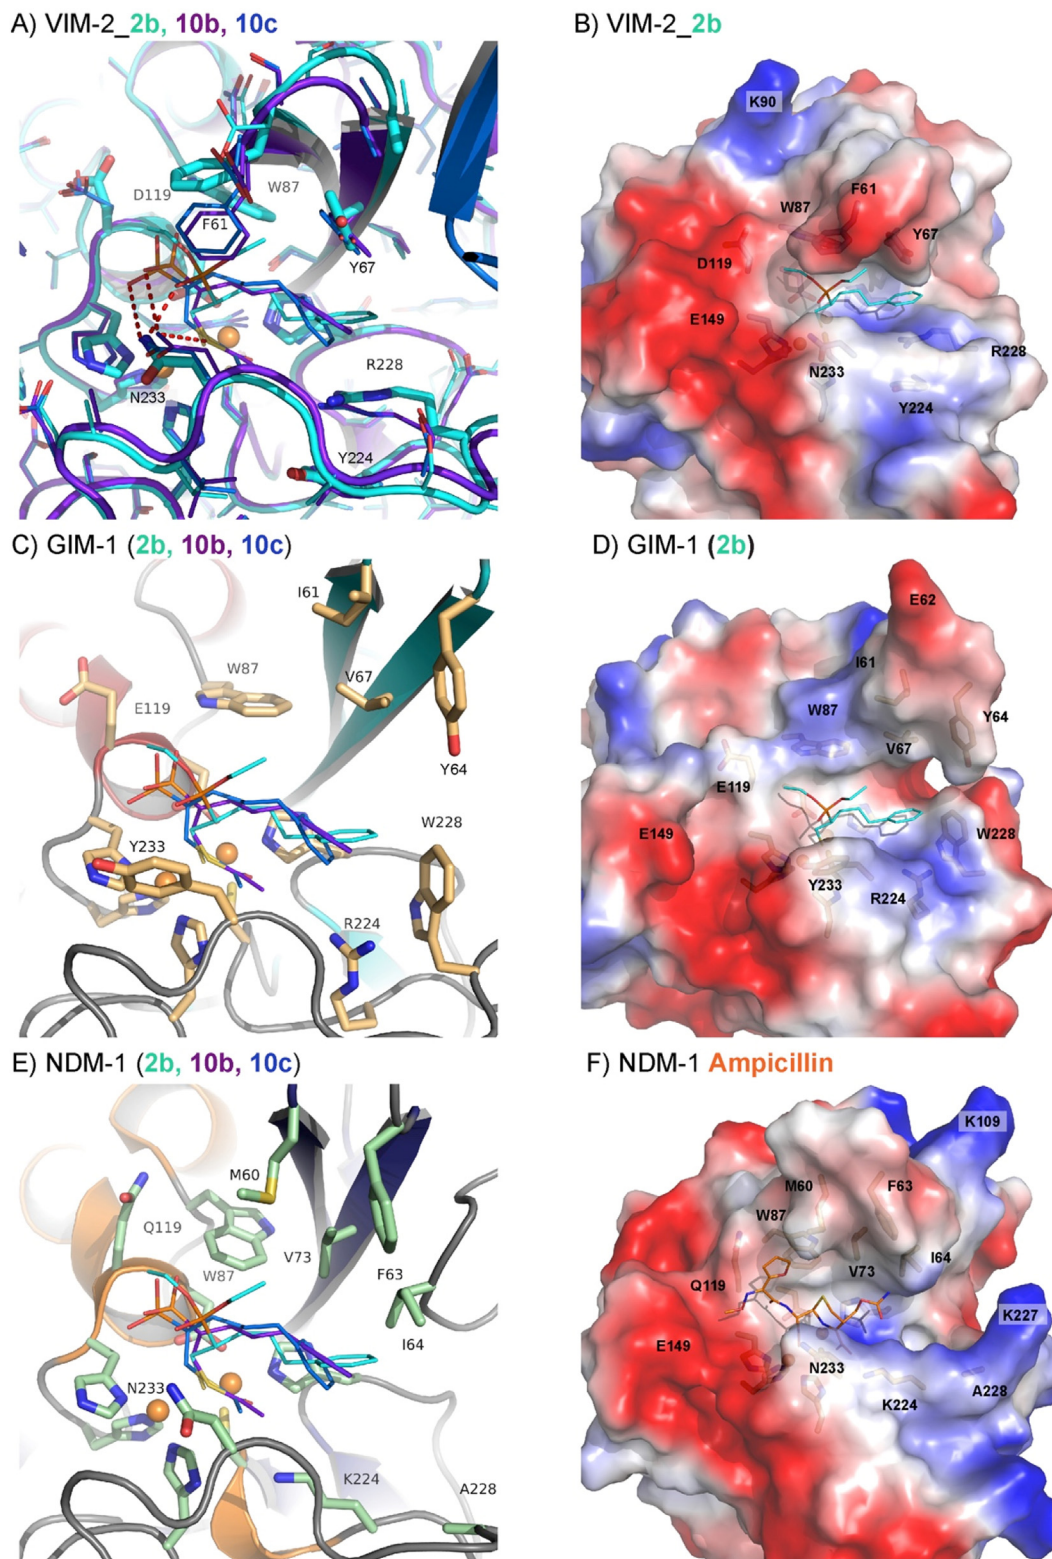 A) VIM-2_2b, 10b, 10c
D119
W87
F61
Y67
R228
N233
Y224
B) VIM-2_2b
K90
F61
W87
Y67
D119
E149
R228
N233
Y224
C) GIM-1 (2b, 10b, 10c)
I61
W87
V67
E119
Y64
W228
Y233
R224
D) GIM-1 (2b)
E62
I61
W87
Y64
V67
E119
E149
W228
Y233
R224
E) NDM-1 (2b, 10b, 10c)
M60
Q119
V73
W87
F63
I64
N233
K224
A228
F) NDM-1 Ampicillin
K109
M60
F63
W87
I64
V73
Q119
K227
E149
N233
A228
K224